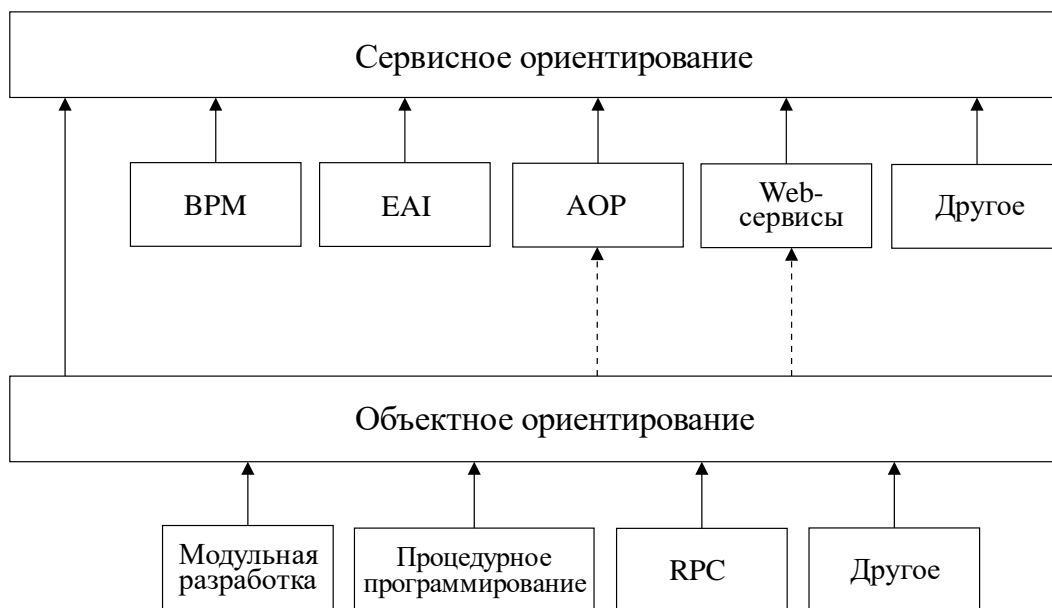 Сервисное ориентирование
BPM
EAI
AOP
Web-
сервисы
Другое
Объектное ориентирование
Модульная
разработка
Процедурное
программирование
RPC
Другое